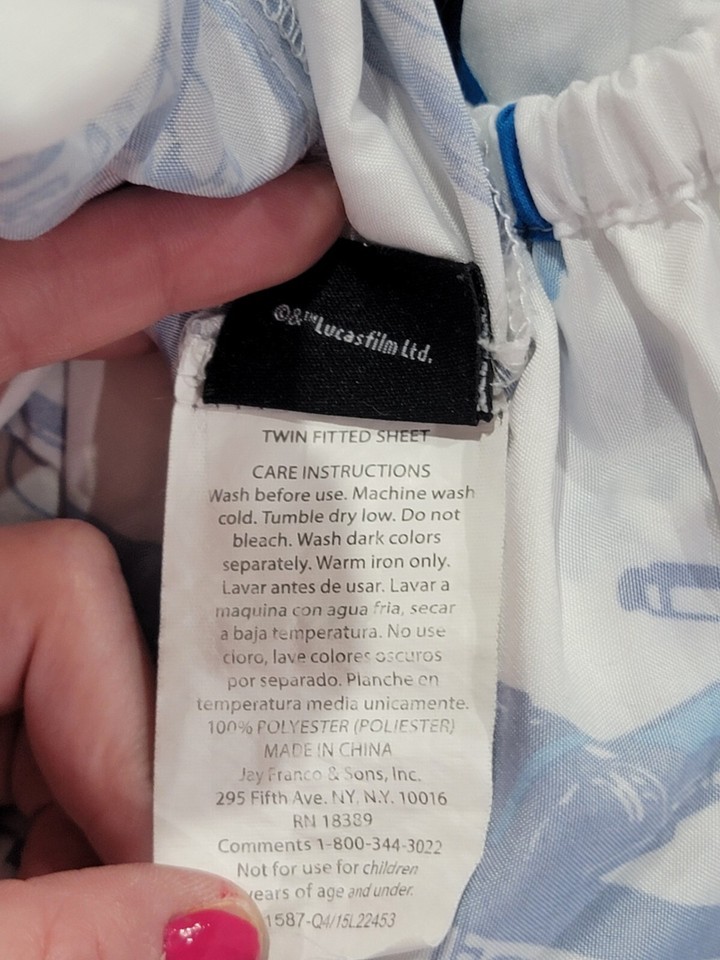 ©&™Lucasfilm Ltd.
TWIN FITTED SHEET
CARE INSTRUCTIONS
Wash before use. Machine wash
cold. Tumble dry low. Do not
bleach. Wash dark colors
separately. Warm iron only.
Lavar antes de usar. Lavar a
maquina con agua fria, secar
a baja temperatura. No use
cloro, lave colores oscuros
por separado. Planche en
temperatura media unicamente.
100% POLYESTER (POLIESTER)
MADE IN CHINA
Jay Franco & Sons, Inc.
295 Fifth Ave. NY, N.Y. 10016
RN 18389
Comments 1-800-344-3022
Not for use for children
years of age and under.
1587-Q4/15L22453